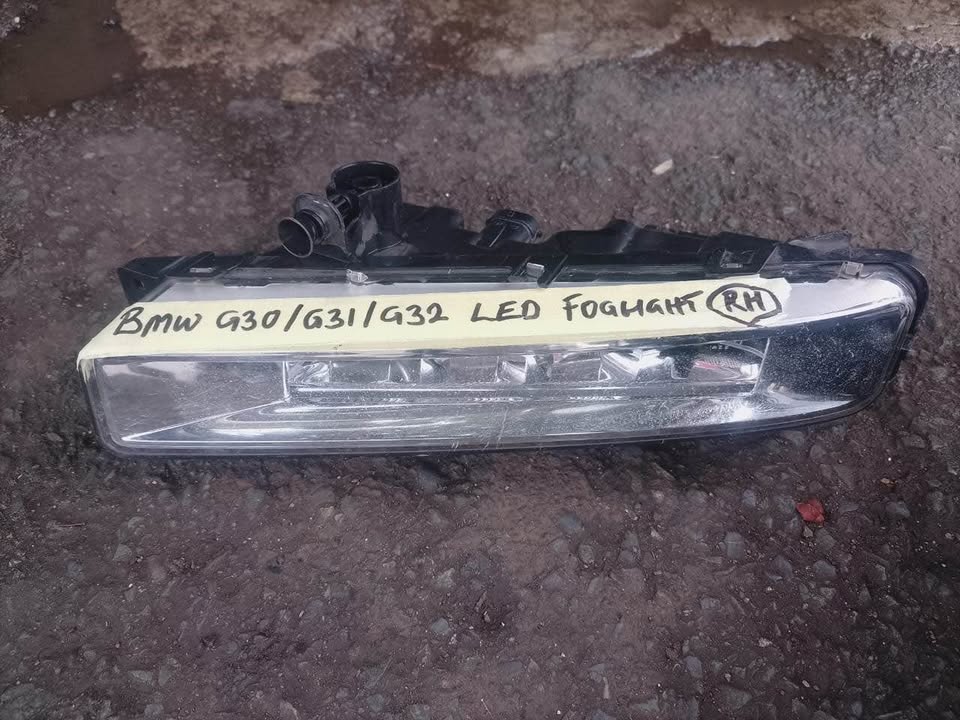 BMW G30/G31/G32 LED FOGLIGHT RH